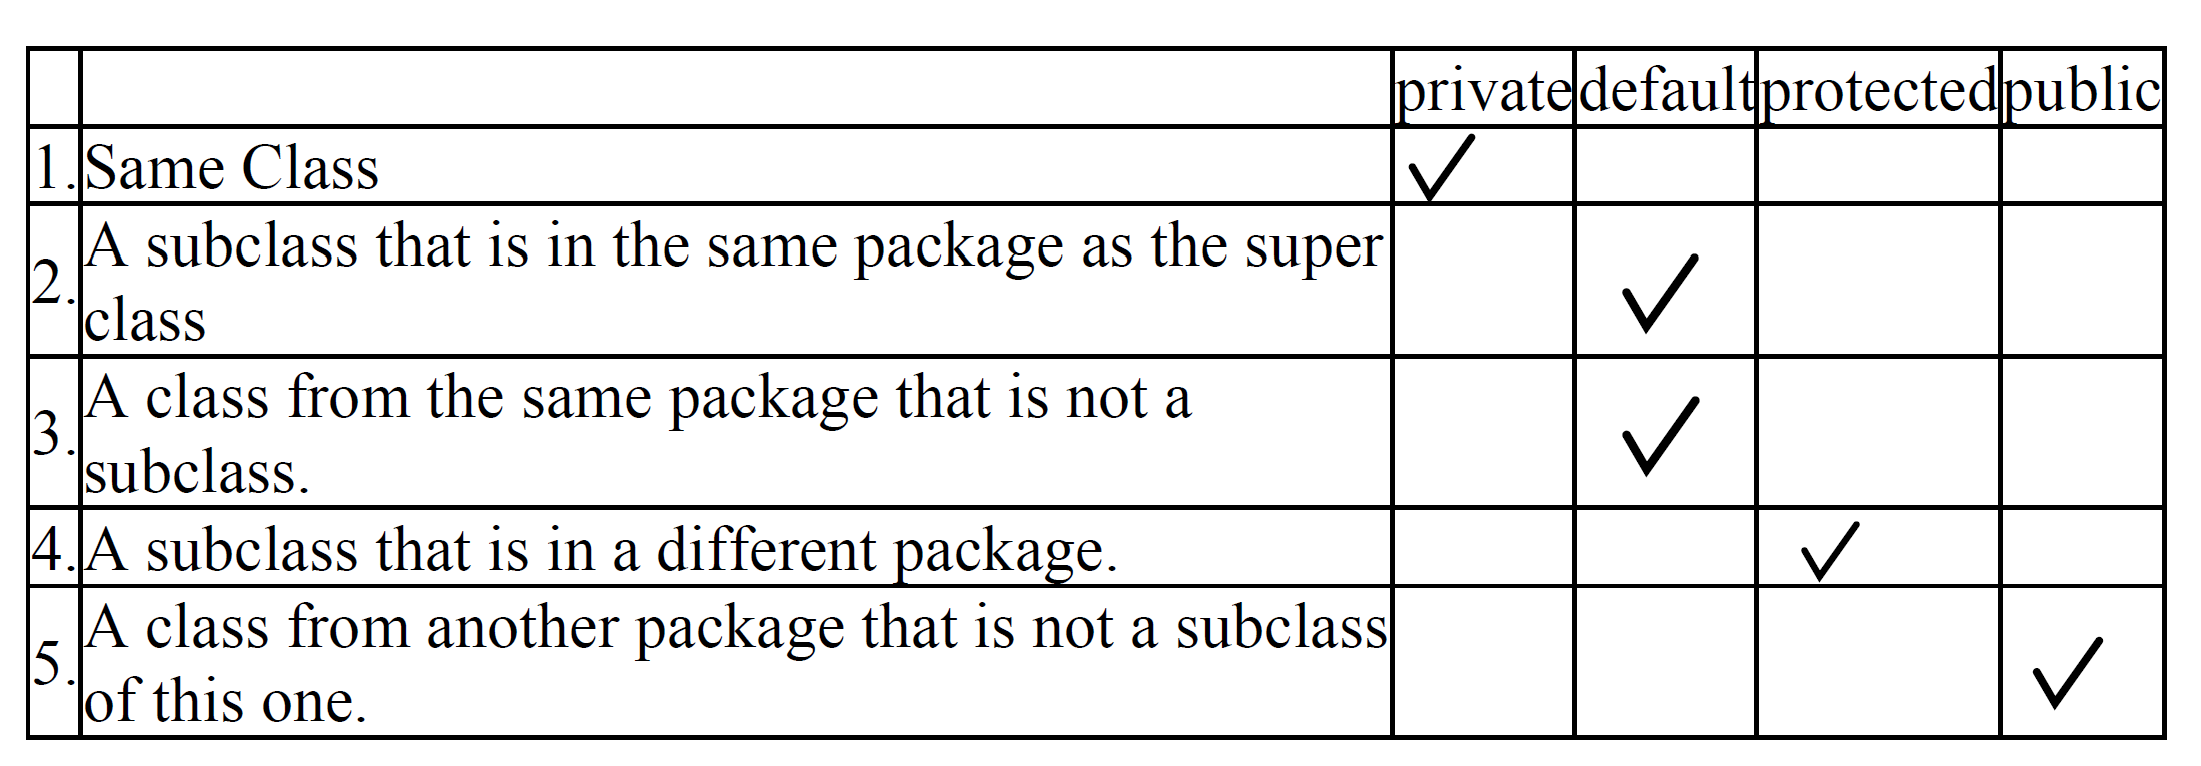 private default protected public
1. Same Class ✓
2. A subclass that is in the same package as the super
class ✓
3. A class from the same package that is not a
subclass. ✓
4. A subclass that is in a different package. ✓
5. A class from another package that is not a subclass
of this one. ✓